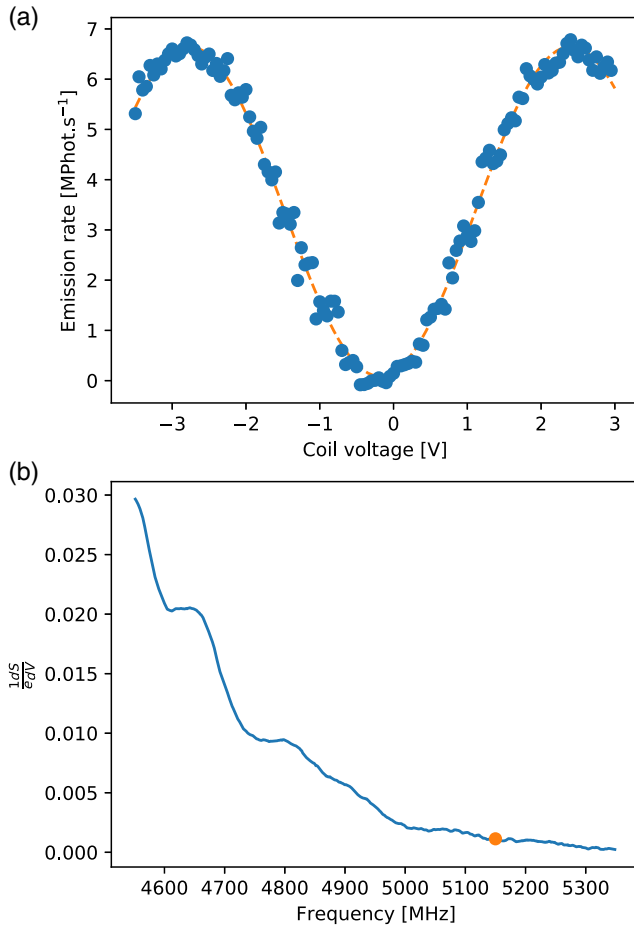 (a)
7
6
5
4
3
2
1
0
Emission rate [MPhot.s⁻¹]
−3 −2 −1 0 1 2 3
Coil voltage [V]
(b)
0.030
0.025
0.020
0.015
0.010
0.005
0.000
1 dS
e dV
4600 4700 4800 4900 5000 5100 5200 5300
Frequency [MHz]